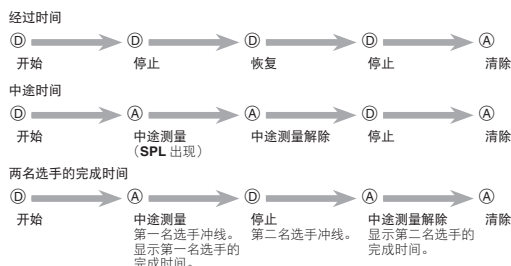 经过时间
Ⓓ Ⓓ Ⓓ Ⓓ Ⓐ
开始 停止 恢复 停止 清除
中途时间
Ⓓ Ⓐ Ⓐ Ⓓ Ⓐ
开始 中途测量 中途测量解除 停止 清除
（SPL 出现）
两名选手的完成时间
Ⓓ Ⓐ Ⓓ Ⓐ Ⓐ
开始 中途测量 停止 中途测量解除 清除
第一名选手冲线。 第二名选手冲线。 显示第二名选手的
显示第一名选手的 完成时间。
完成时间。